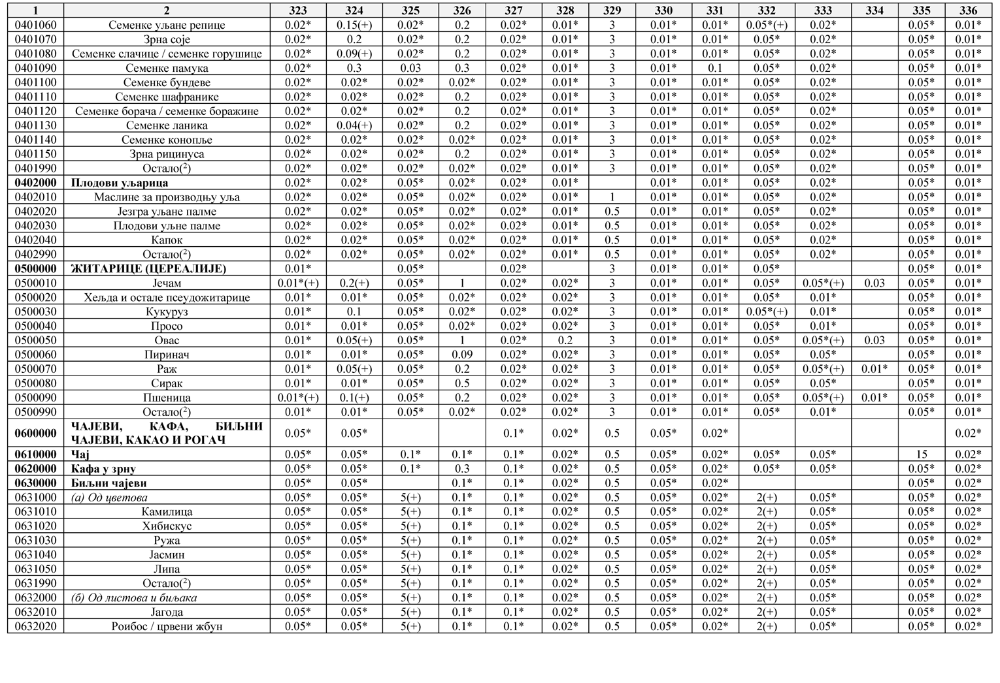 1 2 323 324 325 326 327 328 329 330 331 332 333 334 335 336
0401060 Семенке уљане репице 0.02* 0.15(+) 0.02* 0.2 0.02* 0.01* 3 0.01* 0.01* 0.05*(+) 0.02* 0.05* 0.01*
0401070 Зрна соје 0.02* 0.2 0.02* 0.2 0.02* 0.01* 3 0.01* 0.01* 0.05* 0.02* 0.05* 0.01*
0401080 Семенке слачице / семенке горушице 0.02* 0.09(+) 0.02* 0.2 0.02* 0.01* 3 0.01* 0.01* 0.05* 0.02* 0.05* 0.01*
0401090 Семенке памука 0.02* 0.3 0.03 0.3 0.02* 0.01* 3 0.01* 0.1 0.05* 0.02* 0.05* 0.01*
0401100 Семенке бундеве 0.02* 0.02* 0.02* 0.02* 0.02* 0.01* 3 0.01* 0.01* 0.05* 0.02* 0.05* 0.01*
0401110 Семенке шафранике 0.02* 0.02* 0.02* 0.2 0.02* 0.01* 3 0.01* 0.01* 0.05* 0.02* 0.05* 0.01*
0401120 Семенке борача / семенке боражине 0.02* 0.02* 0.02* 0.2 0.02* 0.01* 3 0.01* 0.01* 0.05* 0.02* 0.05* 0.01*
0401130 Семенке ланика 0.02* 0.04(+) 0.02* 0.2 0.02* 0.01* 3 0.01* 0.01* 0.05* 0.02* 0.05* 0.01*
0401140 Семенке конопље 0.02* 0.02* 0.02* 0.02* 0.02* 0.01* 3 0.01* 0.01* 0.05* 0.02* 0.05* 0.01*
0401150 Зрна рицинуса 0.02* 0.02* 0.02* 0.2 0.02* 0.01* 3 0.01* 0.01* 0.05* 0.02* 0.05* 0.01*
0401990 Остало(2) 0.02* 0.02* 0.02* 0.02* 0.02* 0.01* 3 0.01* 0.01* 0.05* 0.02* 0.05* 0.01*
0402000 Плодови уљарица 0.02* 0.02* 0.05* 0.02* 0.02* 0.01* 0.01* 0.01* 0.05* 0.02* 0.05* 0.01*
0402010 Маслине за производњу уља 0.02* 0.02* 0.05* 0.02* 0.02* 0.01* 1 0.01* 0.01* 0.05* 0.02* 0.05* 0.01*
0402020 Језгра уљане палме 0.02* 0.02* 0.05* 0.02* 0.02* 0.01* 0.5 0.01* 0.01* 0.05* 0.02* 0.05* 0.01*
0402030 Плодови уљне палме 0.02* 0.02* 0.05* 0.02* 0.02* 0.01* 0.5 0.01* 0.01* 0.05* 0.02* 0.05* 0.01*
0402040 Капок 0.02* 0.02* 0.05* 0.02* 0.02* 0.01* 0.5 0.01* 0.01* 0.05* 0.02* 0.05* 0.01*
0402990 Остало(2) 0.02* 0.02* 0.05* 0.02* 0.02* 0.01* 0.5 0.01* 0.01* 0.05* 0.02* 0.05* 0.01*
0500000 ЖИТАРИЦЕ (ЦЕРЕАЛИЈЕ) 0.01* 0.05* 0.02* 3 0.01* 0.01* 0.05* 0.05* 0.01*
0500010 Јечам 0.01*(+) 0.2(+) 0.05* 1 0.02* 0.02* 3 0.01* 0.01* 0.05* 0.05*(+) 0.03 0.05* 0.01*
0500020 Хељда и остале псеудожитарице 0.01* 0.01* 0.05* 0.02* 0.02* 0.02* 3 0.01* 0.01* 0.05* 0.01* 0.05* 0.01*
0500030 Кукуруз 0.01* 0.1 0.05* 0.02* 0.02* 0.02* 3 0.01* 0.01* 0.05*(+) 0.01* 0.05* 0.01*
0500040 Просо 0.01* 0.01* 0.05* 0.02* 0.02* 0.02* 3 0.01* 0.01* 0.05* 0.01* 0.05* 0.01*
0500050 Овас 0.01* 0.05(+) 0.05* 1 0.02* 0.2 3 0.01* 0.01* 0.05* 0.05*(+) 0.03 0.05* 0.01*
0500060 Пиринач 0.01* 0.01* 0.05* 0.09 0.02* 0.02* 3 0.01* 0.01* 0.05* 0.05* 0.05* 0.01*
0500070 Раж 0.01* 0.05(+) 0.05* 0.2 0.02* 0.02* 3 0.01* 0.01* 0.05* 0.05*(+) 0.01* 0.05* 0.01*
0500080 Сирак 0.01* 0.01* 0.05* 0.5 0.02* 0.02* 3 0.01* 0.01* 0.05* 0.05* 0.05* 0.01*
0500090 Пшеница 0.01*(+) 0.1(+) 0.05* 0.2 0.02* 0.02* 3 0.01* 0.01* 0.05* 0.05*(+) 0.01* 0.05* 0.01*
0500990 Остало(2) 0.01* 0.01* 0.05* 0.02* 0.02* 0.02* 3 0.01* 0.01* 0.05* 0.01* 0.05* 0.01*
0600000 ЧАЈЕВИ, КАФА, БИЉНИ
ЧАЈЕВИ, КАКАО И РОГАЧ 0.05* 0.05* 0.1* 0.02* 0.5 0.05* 0.02* 0.02*
0610000 Чај 0.05* 0.05* 0.1* 0.1* 0.1* 0.02* 0.5 0.05* 0.02* 0.05* 0.05* 15 0.02*
0620000 Кафа у зрну 0.05* 0.05* 0.1* 0.3 0.1* 0.02* 0.5 0.05* 0.02* 0.05* 0.05* 0.05* 0.02*
0630000 Биљни чајеви 0.05* 0.05* 0.1* 0.1* 0.02* 0.5 0.05* 0.02* 0.05* 0.02*
0631000 (а) Од цветова 0.05* 0.05* 5(+) 0.1* 0.1* 0.02* 0.5 0.05* 0.02* 2(+) 0.05* 0.05* 0.02*
0631010 Камилица 0.05* 0.05* 5(+) 0.1* 0.1* 0.02* 0.5 0.05* 0.02* 2(+) 0.05* 0.05* 0.02*
0631020 Хибискус 0.05* 0.05* 5(+) 0.1* 0.1* 0.02* 0.5 0.05* 0.02* 2(+) 0.05* 0.05* 0.02*
0631030 Ружа 0.05* 0.05* 5(+) 0.1* 0.1* 0.02* 0.5 0.05* 0.02* 2(+) 0.05* 0.05* 0.02*
0631040 Јасмин 0.05* 0.05* 5(+) 0.1* 0.1* 0.02* 0.5 0.05* 0.02* 2(+) 0.05* 0.05* 0.02*
0631050 Липа 0.05* 0.05* 5(+) 0.1* 0.1* 0.02* 0.5 0.05* 0.02* 2(+) 0.05* 0.05* 0.02*
0631990 Остало(2) 0.05* 0.05* 5(+) 0.1* 0.1* 0.02* 0.5 0.05* 0.02* 2(+) 0.05* 0.05* 0.02*
0632000 (б) Од листова и биљака 0.05* 0.05* 5(+) 0.1* 0.1* 0.02* 0.5 0.05* 0.02* 2(+) 0.05* 0.05* 0.02*
0632010 Јагода 0.05* 0.05* 5(+) 0.1* 0.1* 0.02* 0.5 0.05* 0.02* 2(+) 0.05* 0.05* 0.02*
0632020 Роибос / црвени жбун 0.05* 0.05* 5(+) 0.1* 0.1* 0.02* 0.5 0.05* 0.02* 2(+) 0.05* 0.05* 0.02*